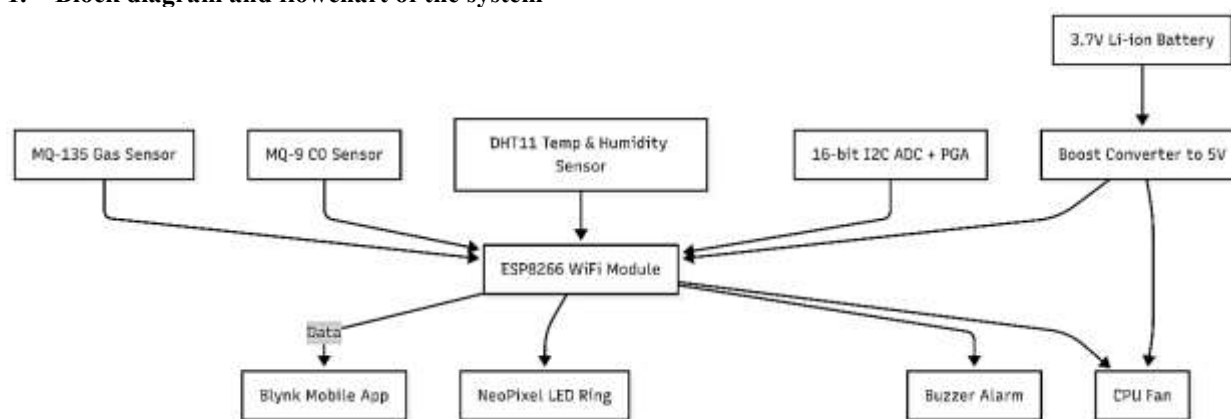 1. Block diagram and flowchart of the system
3.7V Li-ion Battery
MQ-135 Gas Sensor
MQ-9 CO Sensor
DHT11 Temp & Humidity
Sensor
16-bit I2C ADC + PGA
Boost Converter to 5V
ESP8266 WiFi Module
Data
Blynk Mobile App
NeoPixel LED Ring
Buzzer Alarm
CPU Fan